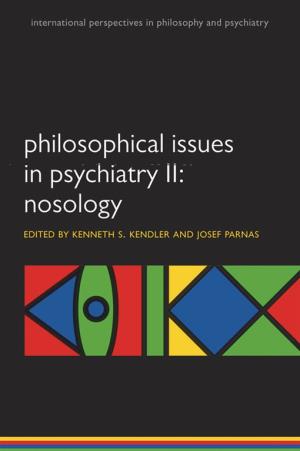 international perspectives in philosophy and psychiatry
philosophical issues
in psychiatry II:
nosology
EDITED BY KENNETH S. KENDLER AND JOSEF PARNAS